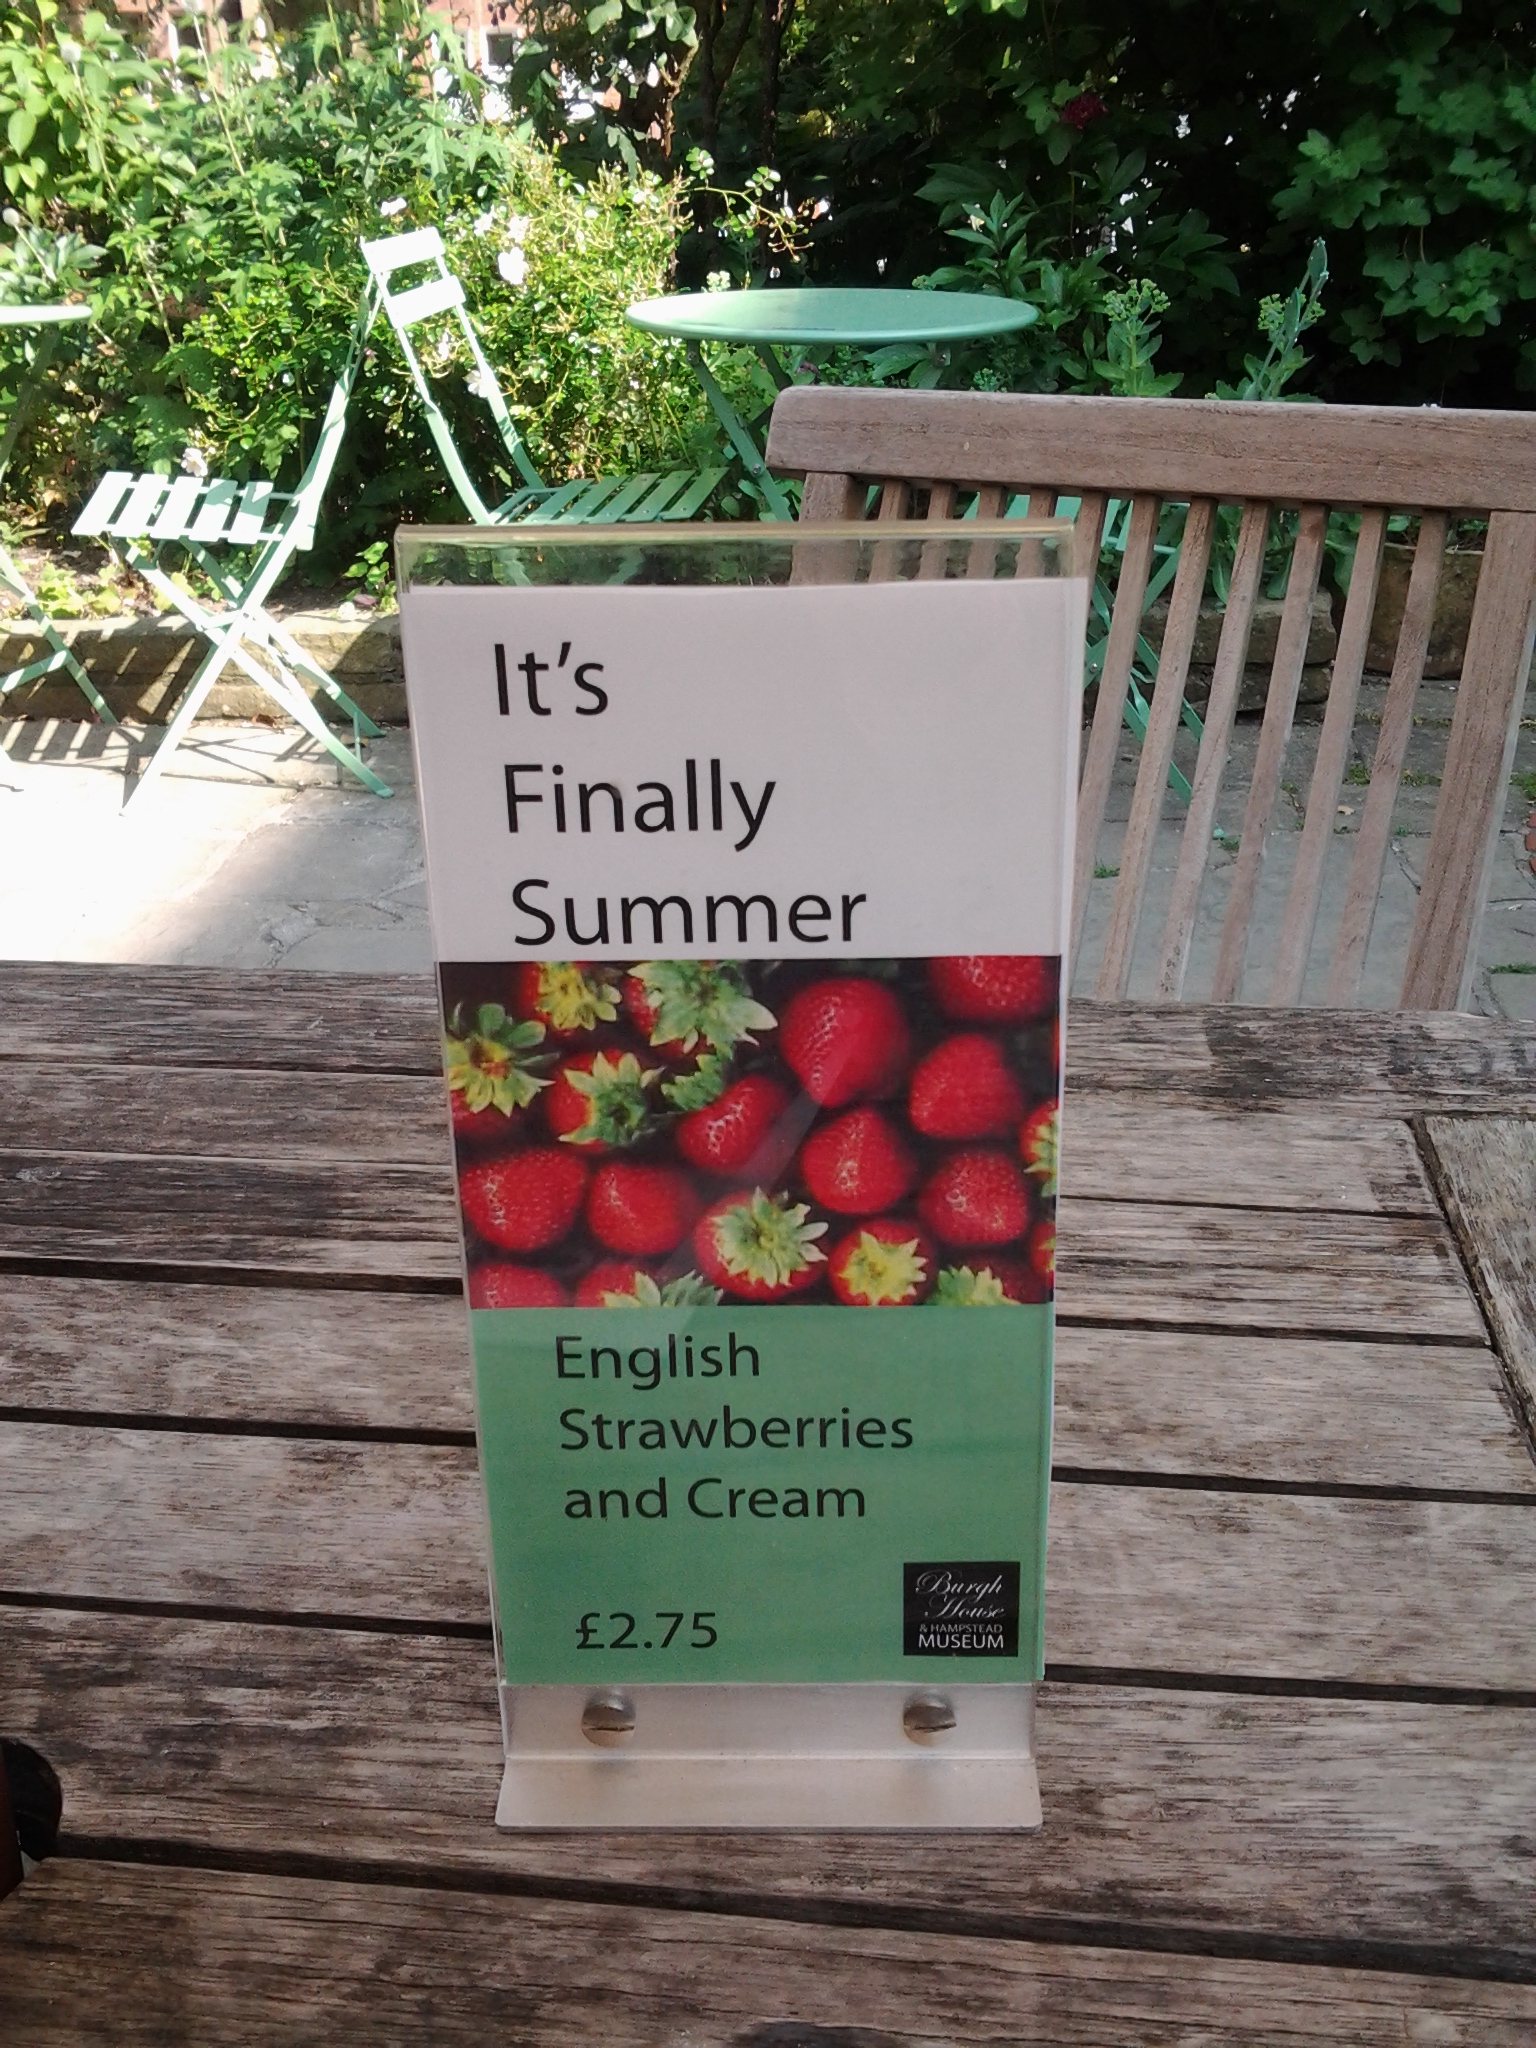 It's
Finally
Summer
English
Strawberries
and Cream
£2.75
Burgh
House
& HAMPSTEAD
MUSEUM